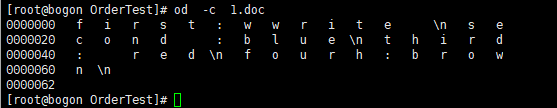 [root@bogon OrderTest]# od  -c  1.doc
0000000   f   i   r   s   t   :   w   w   r   i   t   e      \n   s   e
0000020   c   o   n   d       :   b   l   u   e  \n   t   h   i   r   d
0000040   :           r   e   d  \n   f   o   u   r   h   :   b   r   o   w
0000060   n  \n
0000062
[root@bogon OrderTest]#